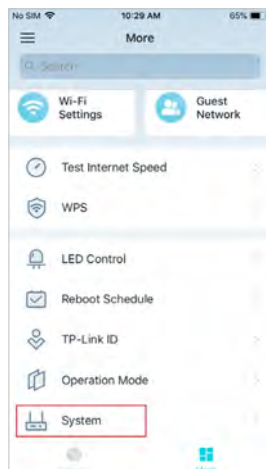 No SIM 10:29 AM 65%
More
Search
Wi-Fi
Settings
Guest
Network
Test Internet Speed
WPS
LED Control
Reboot Schedule
TP-Link ID
Operation Mode
System